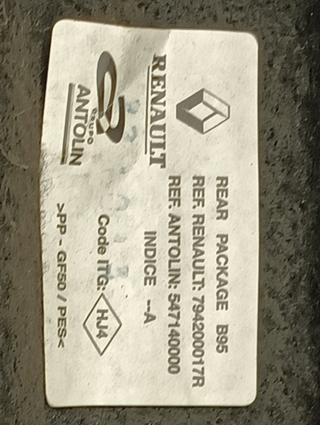 REAR PACKAGE B95
REF. RENAULT: 794200017R
REF. ANTOLIN: 547140000
INDICE --A
RENAULT
Code ITG: HJ4
GRUPO
ANTOLIN
>PP - GF50 / PES<